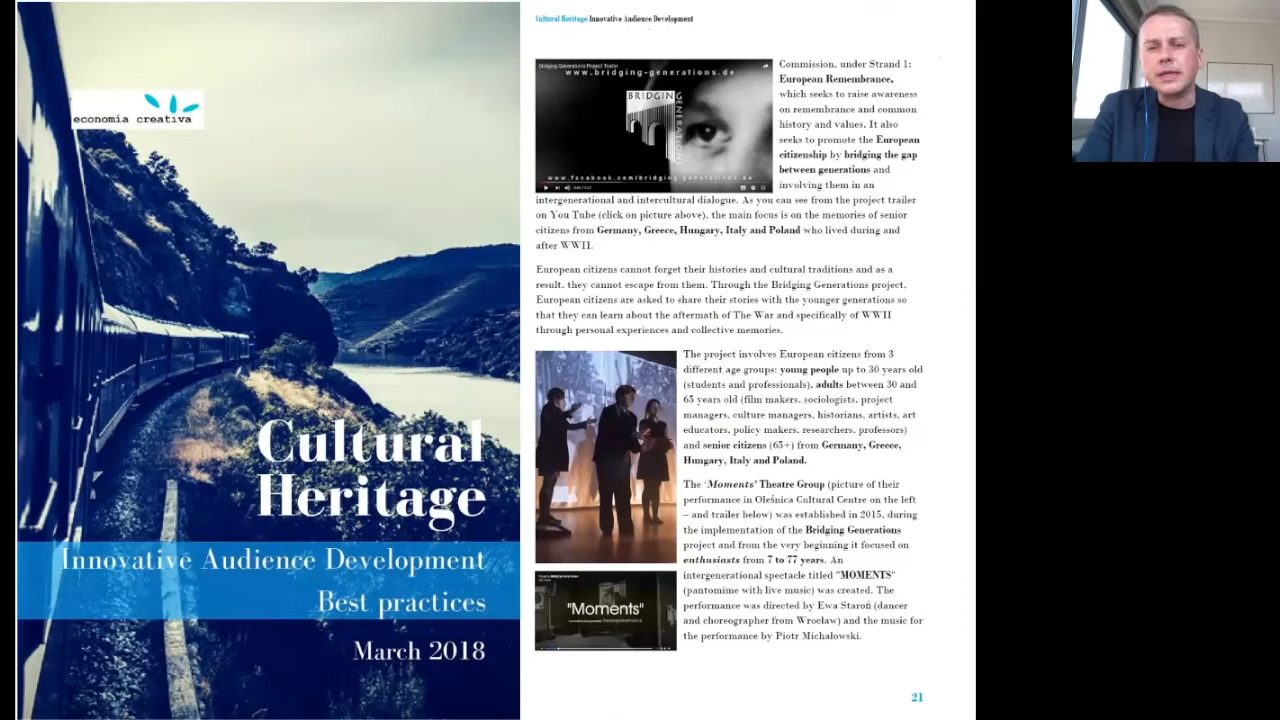 economía creativa
Cultural
Heritage
Innovative Audience Development
Best practices
March 2018
Cultural Heritage Innovative Audience Development
Bridging Generations Project Trailer
www.bridging-generations.de
BRIDGIN
GENERATIONS
www.facebook.com/bridging.generations.de
Commission, under Strand 1:
European Remembrance,
which seeks to raise awareness
on remembrance and common
history and values. It also
seeks to promote the European
citizenship by bridging the gap
between generations and
involving them in an
intergenerational and intercultural dialogue. As you can see from the project trailer
on You Tube (click on picture above), the main focus is on the memories of senior
citizens from Germany, Greece, Hungary, Italy and Poland who lived during and
after WWII.
European citizens cannot forget their histories and cultural traditions and as a
result, they cannot escape from them. Through the Bridging Generations project,
European citizens are asked to share their stories with the younger generations so
that they can learn about the aftermath of The War and specifically of WWII
through personal experiences and collective memories.
The project involves European citizens from 3
different age groups: young people up to 30 years old
(students and professionals), adults between 30 and
65 years old (film makers, sociologists, project
managers, culture managers, historians, artists, art
educators, policy makers, researchers, professors)
and senior citizens (65+) from Germany, Greece,
Hungary, Italy and Poland.
The 'Moments' Theatre Group (picture of their
performance in Oleśnica Cultural Centre on the left
– and trailer below) was established in 2015, during
the implementation of the Bridging Generations
project and from the very beginning it focused on
enthusiasts from 7 to 77 years. An
intergenerational spectacle titled "MOMENTS"
(pantomime with live music) was created. The
performance was directed by Ewa Staroń (dancer
and choreographer from Wrocław) and the music for
the performance by Piotr Michałowski.
"Moments"
21